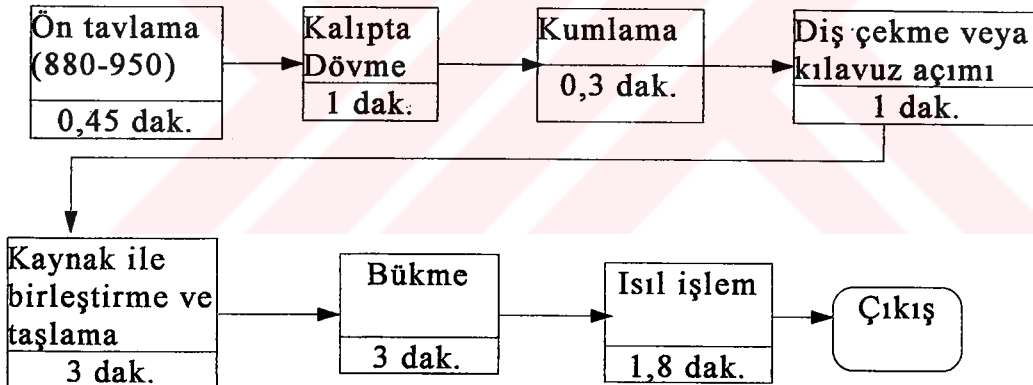 Ön tavlama
(880-950)
0,45 dak.
Kalıpta
Dövme
1 dak.
Kumlama
0,3 dak.
Diş çekme veya
kılavuz açımı
1 dak.
Kaynak ile
birleştirme ve
taşlama
3 dak.
Bükme
3 dak.
Isıl işlem
1,8 dak.
Çıkış